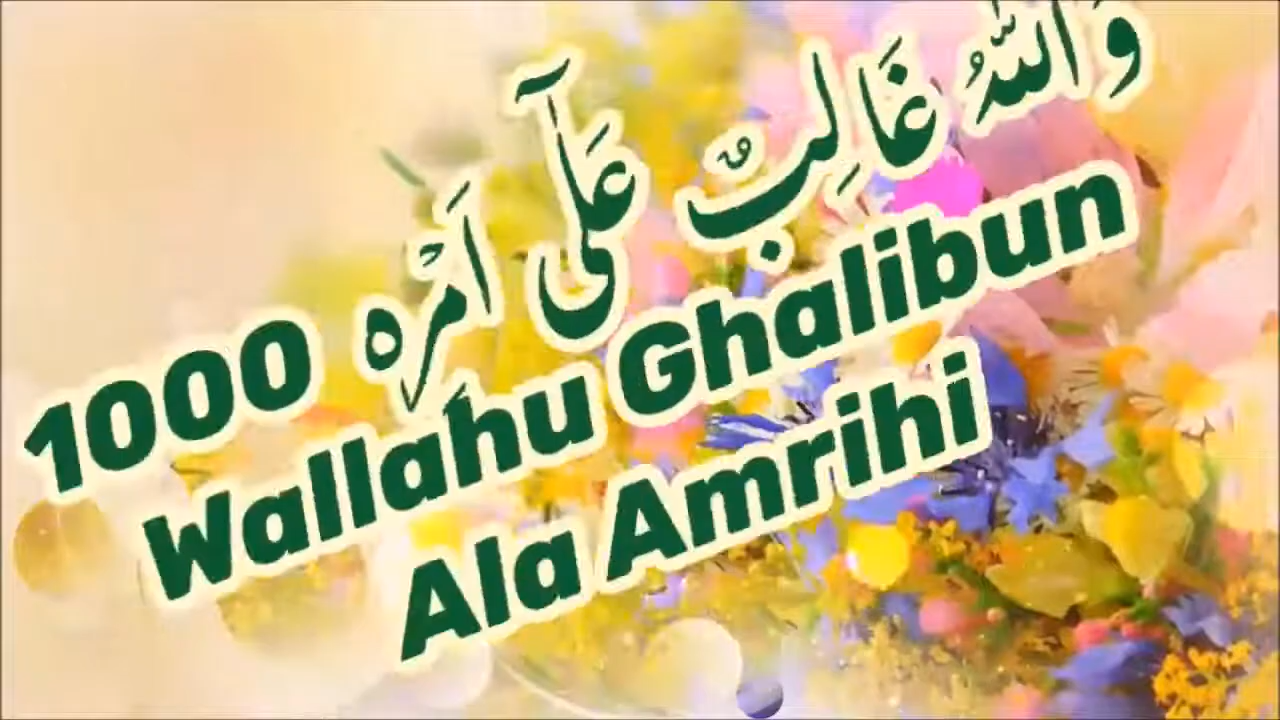 وَاللّٰهُ غَالِبٌ عَلٰٓى اَمْرِهٖ 1000
Wallahu Ghalibun
Ala Amrihi